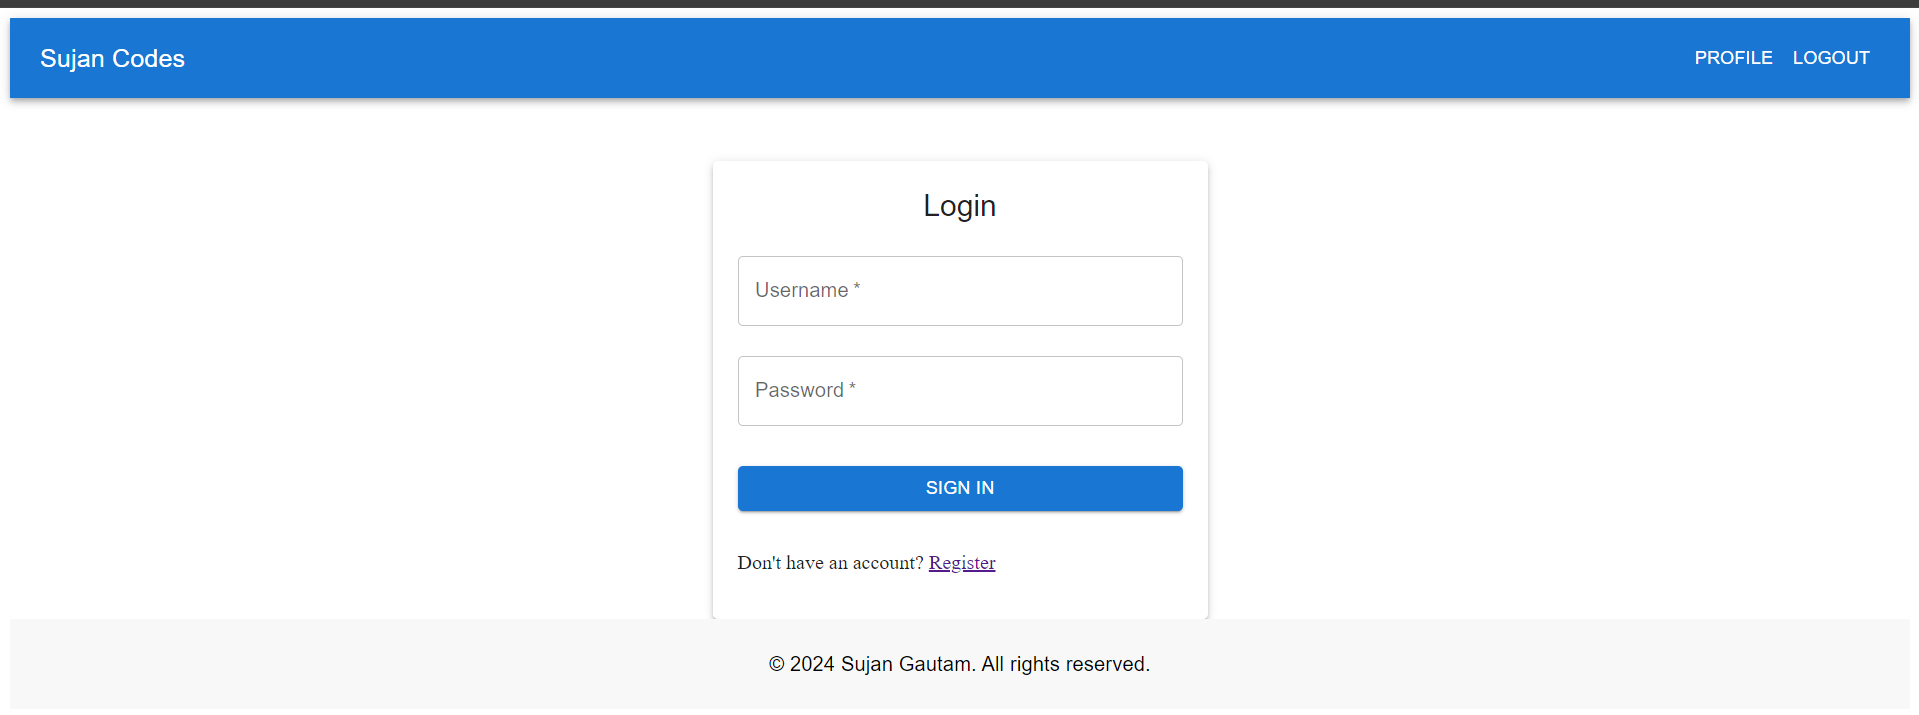 Sujan Codes
PROFILE LOGOUT
Login
Username *
Password *
SIGN IN
Don't have an account? Register
© 2024 Sujan Gautam. All rights reserved.